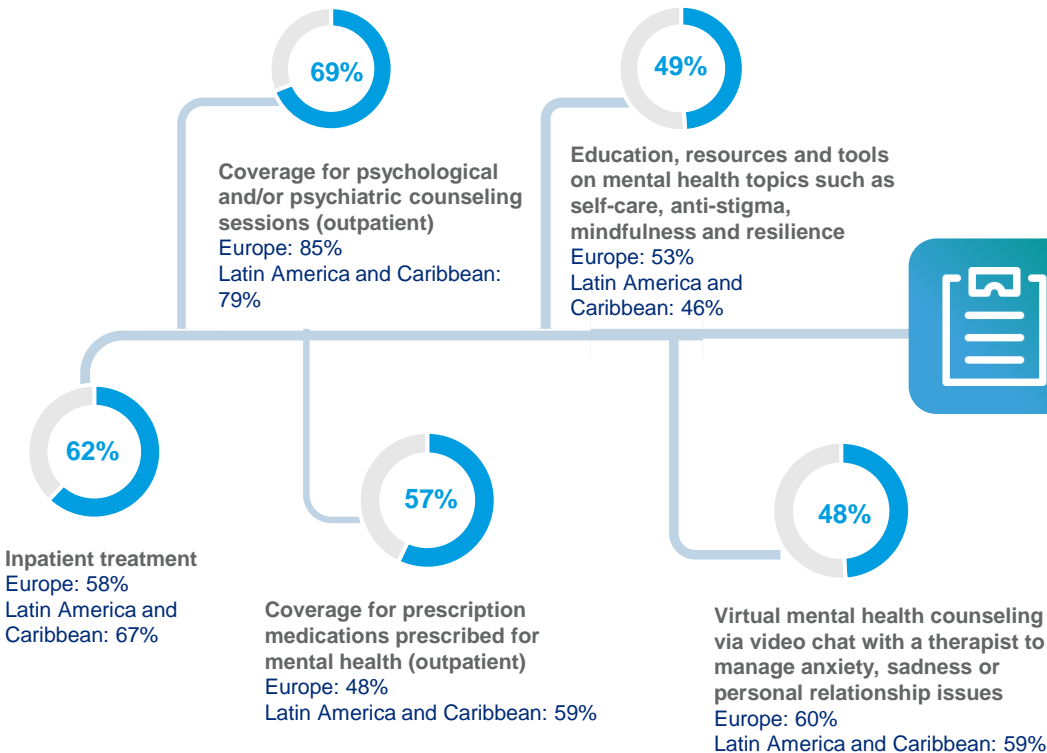 69%
Coverage for psychological
and/or psychiatric counseling
sessions (outpatient)
Europe: 85%
Latin America and Caribbean:
79%
49%
Education, resources and tools
on mental health topics such as
self-care, anti-stigma,
mindfulness and resilience
Europe: 53%
Latin America and
Caribbean: 46%
62%
Inpatient treatment
Europe: 58%
Latin America and
Caribbean: 67%
57%
Coverage for prescription
medications prescribed for
mental health (outpatient)
Europe: 48%
Latin America and Caribbean: 59%
48%
Virtual mental health counseling
via video chat with a therapist to
manage anxiety, sadness or
personal relationship issues
Europe: 60%
Latin America and Caribbean: 59%